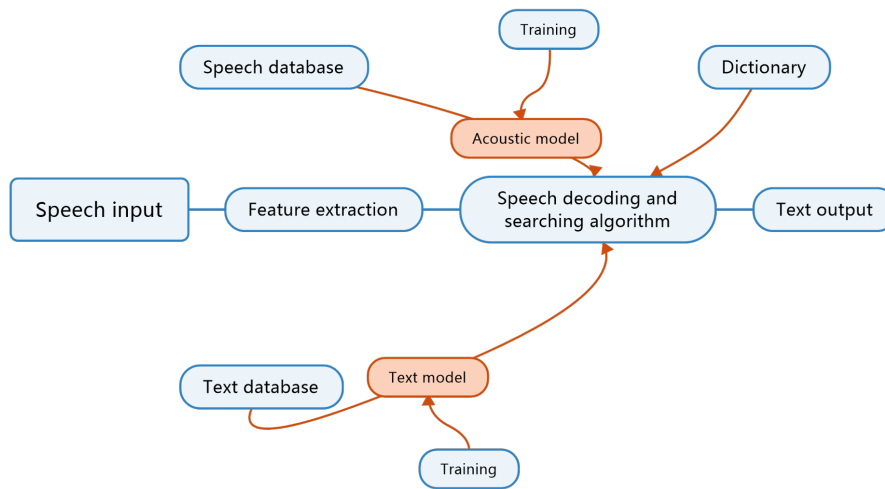 Training
Speech database
Dictionary
Acoustic model
Speech input
Feature extraction
Speech decoding and
searching algorithm
Text output
Text database
Text model
Training